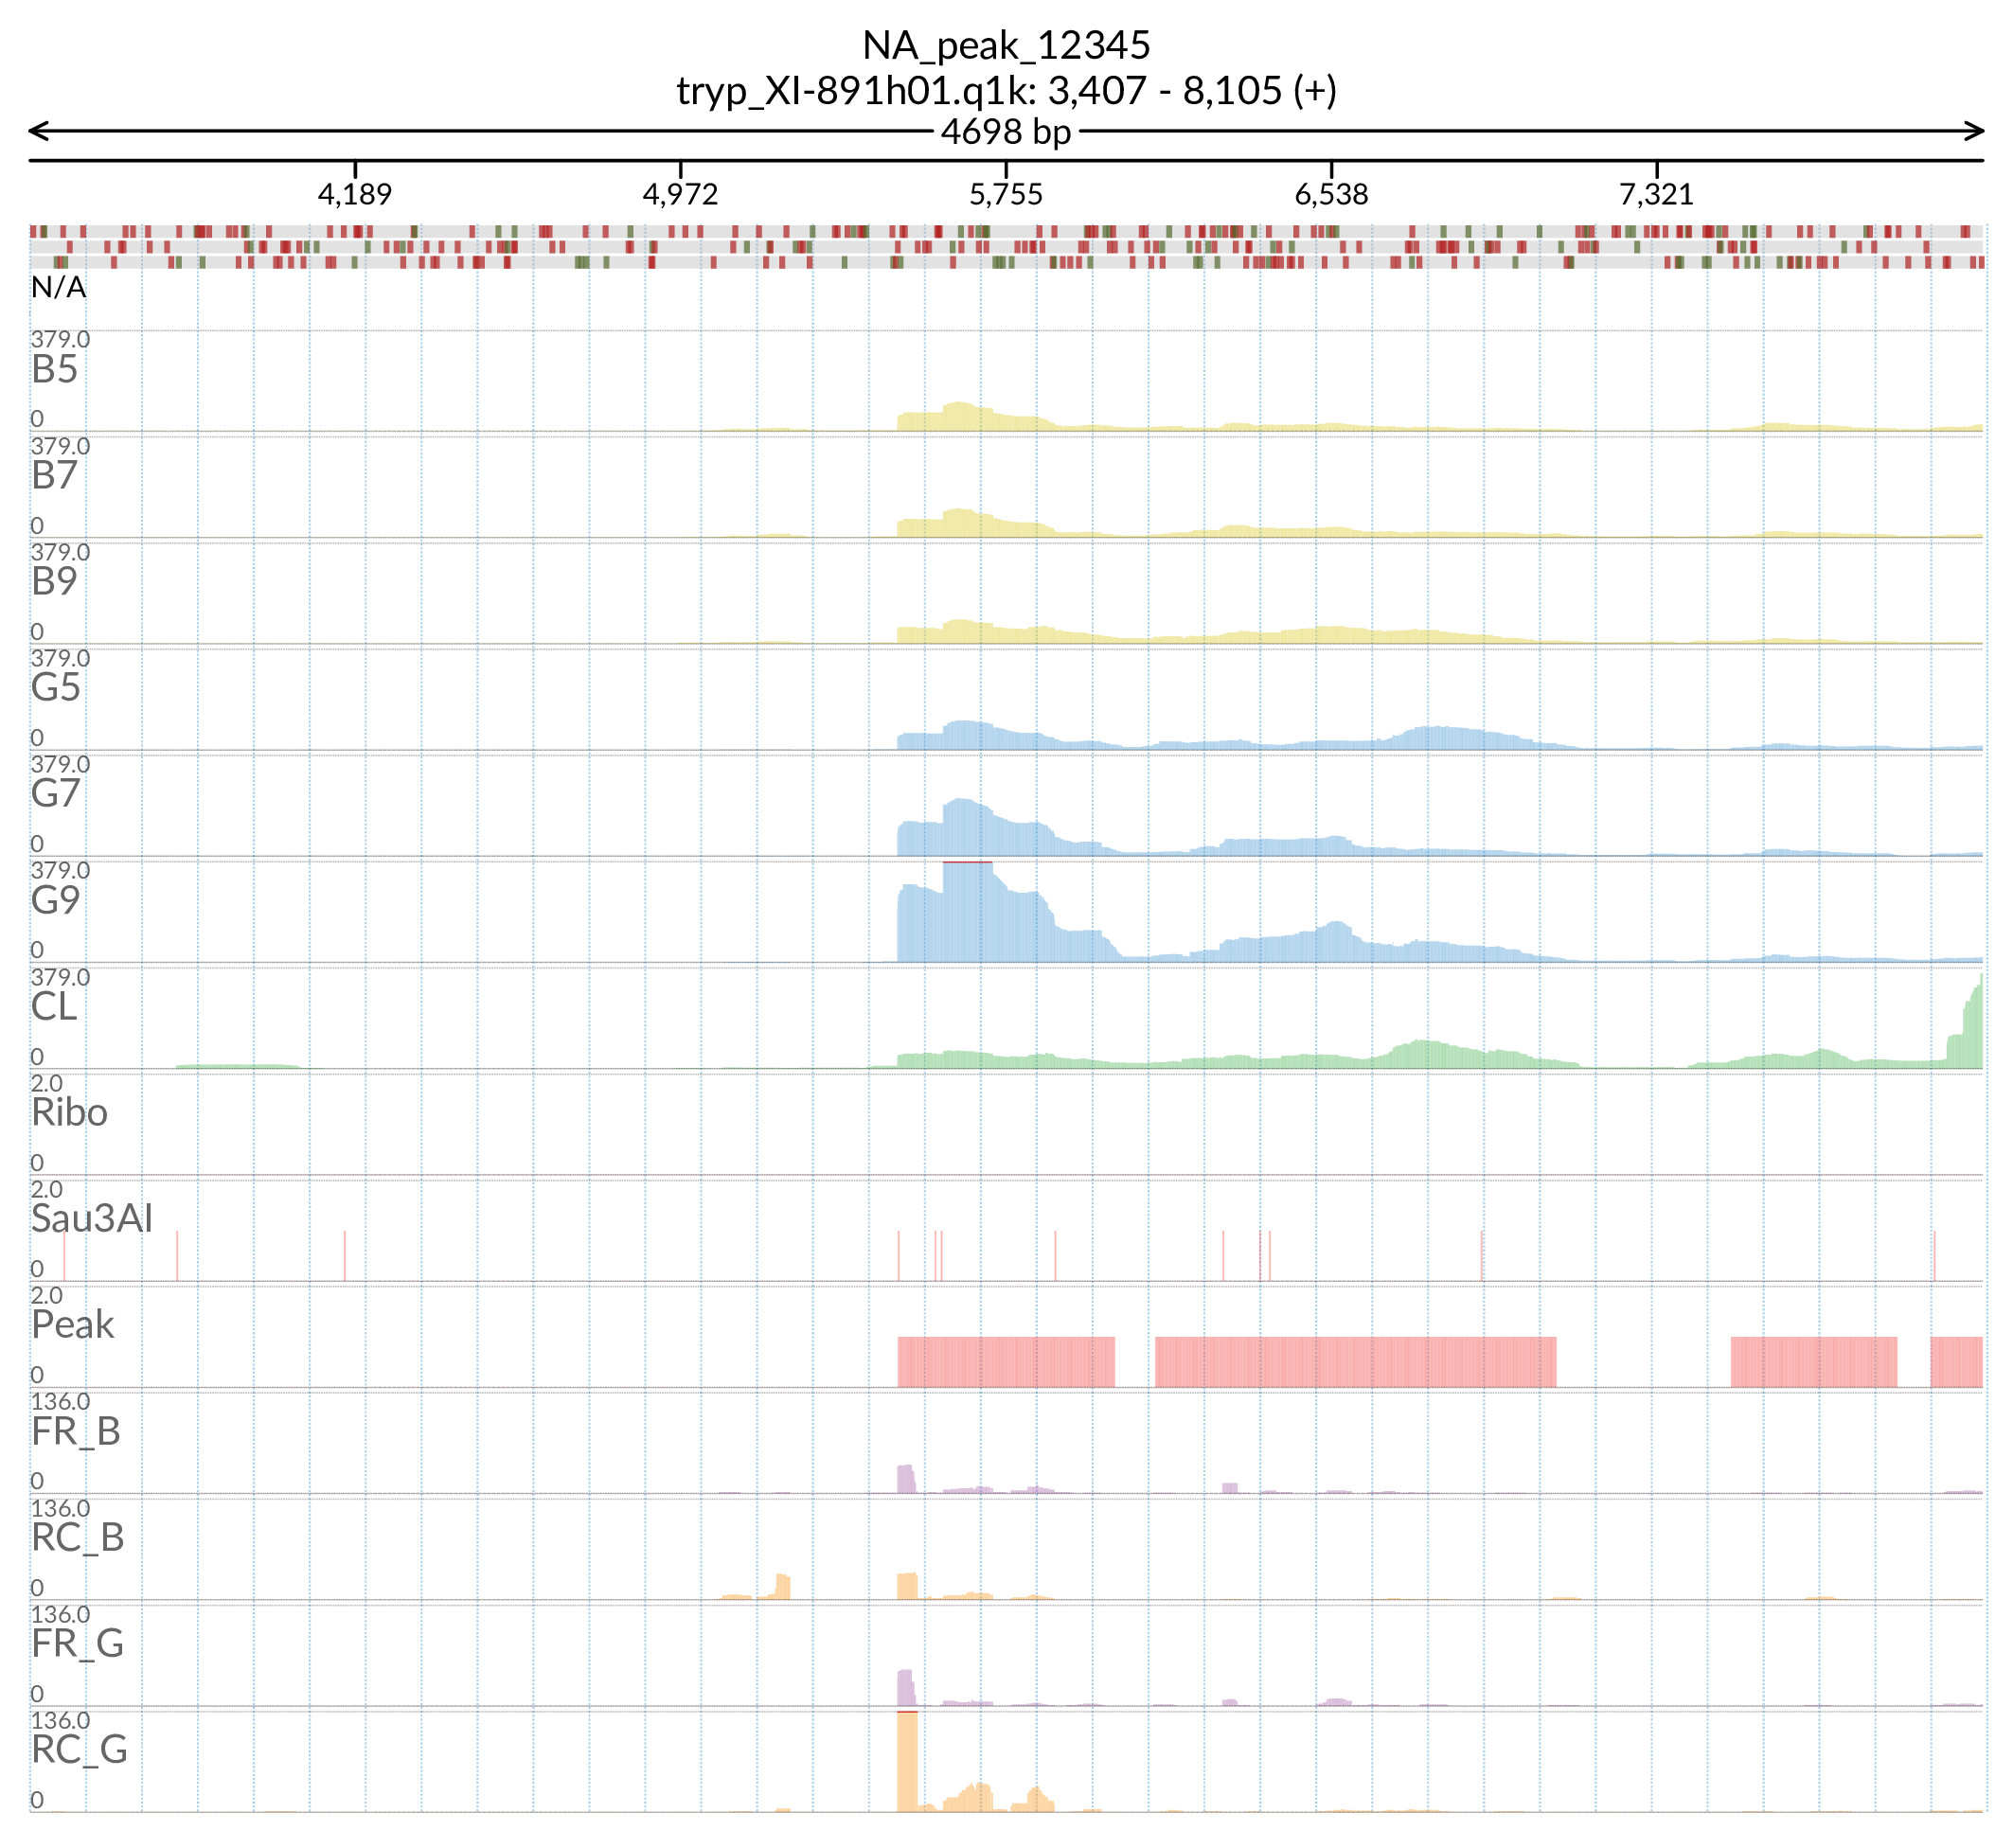 NA_peak_12345
tryp_XI-891h01.q1k: 3,407 - 8,105 (+)
4698 bp
4,189 4,972 5,755 6,538 7,321
N/A
379.0
B5
0
379.0
B7
0
379.0
B9
0
379.0
G5
0
379.0
G7
0
379.0
G9
0
379.0
CL
0
2.0
Ribo
0
2.0
Sau3AI
0
2.0
Peak
0
136.0
FR_B
0
136.0
RC_B
0
136.0
FR_G
0
136.0
RC_G
0